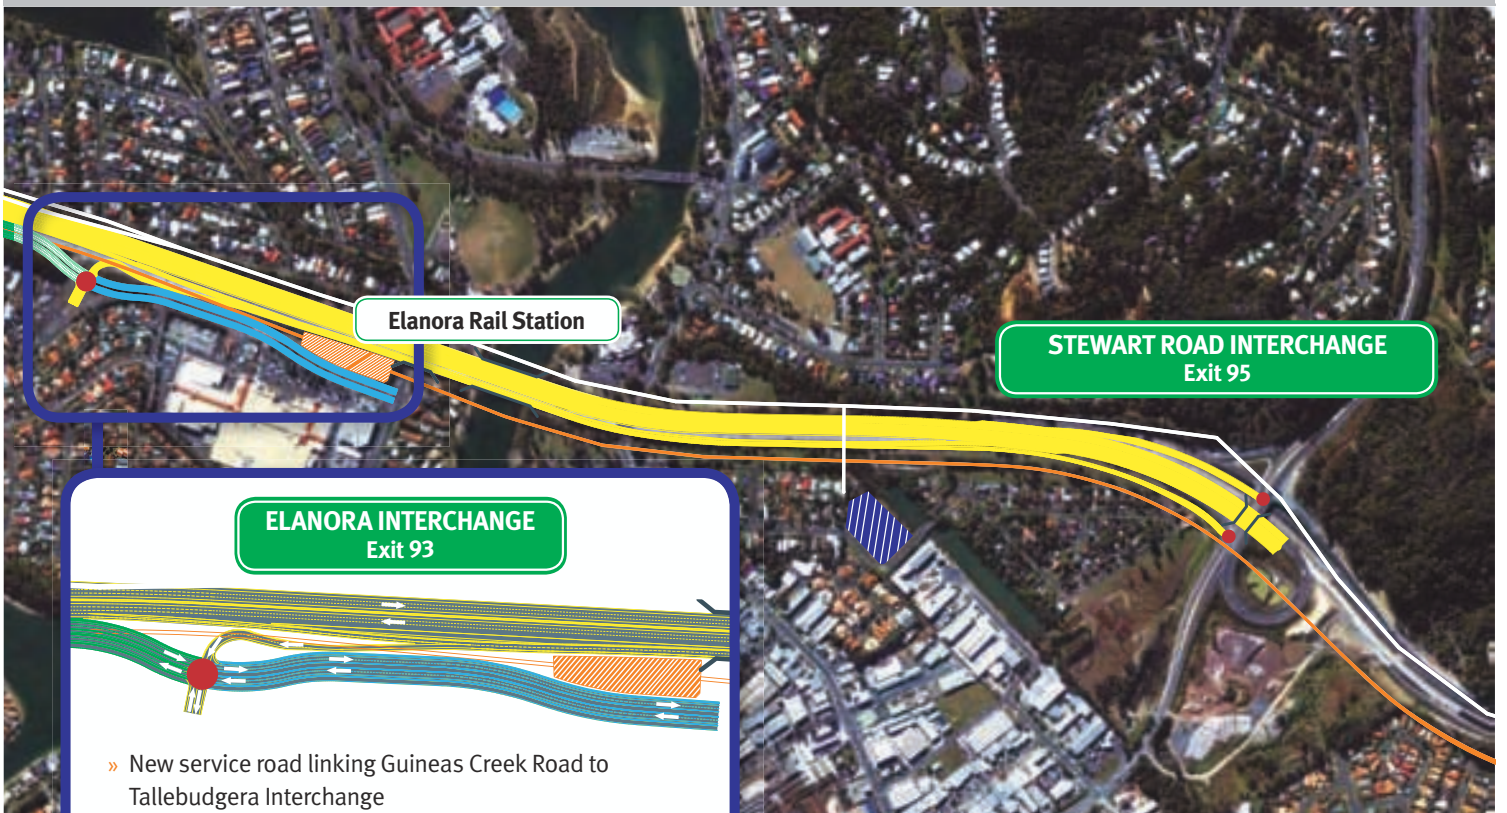 Elanora Rail Station
STEWART ROAD INTERCHANGE
Exit 95
ELANORA INTERCHANGE
Exit 93
» New service road linking Guineas Creek Road to
Tallebudgera Interchange